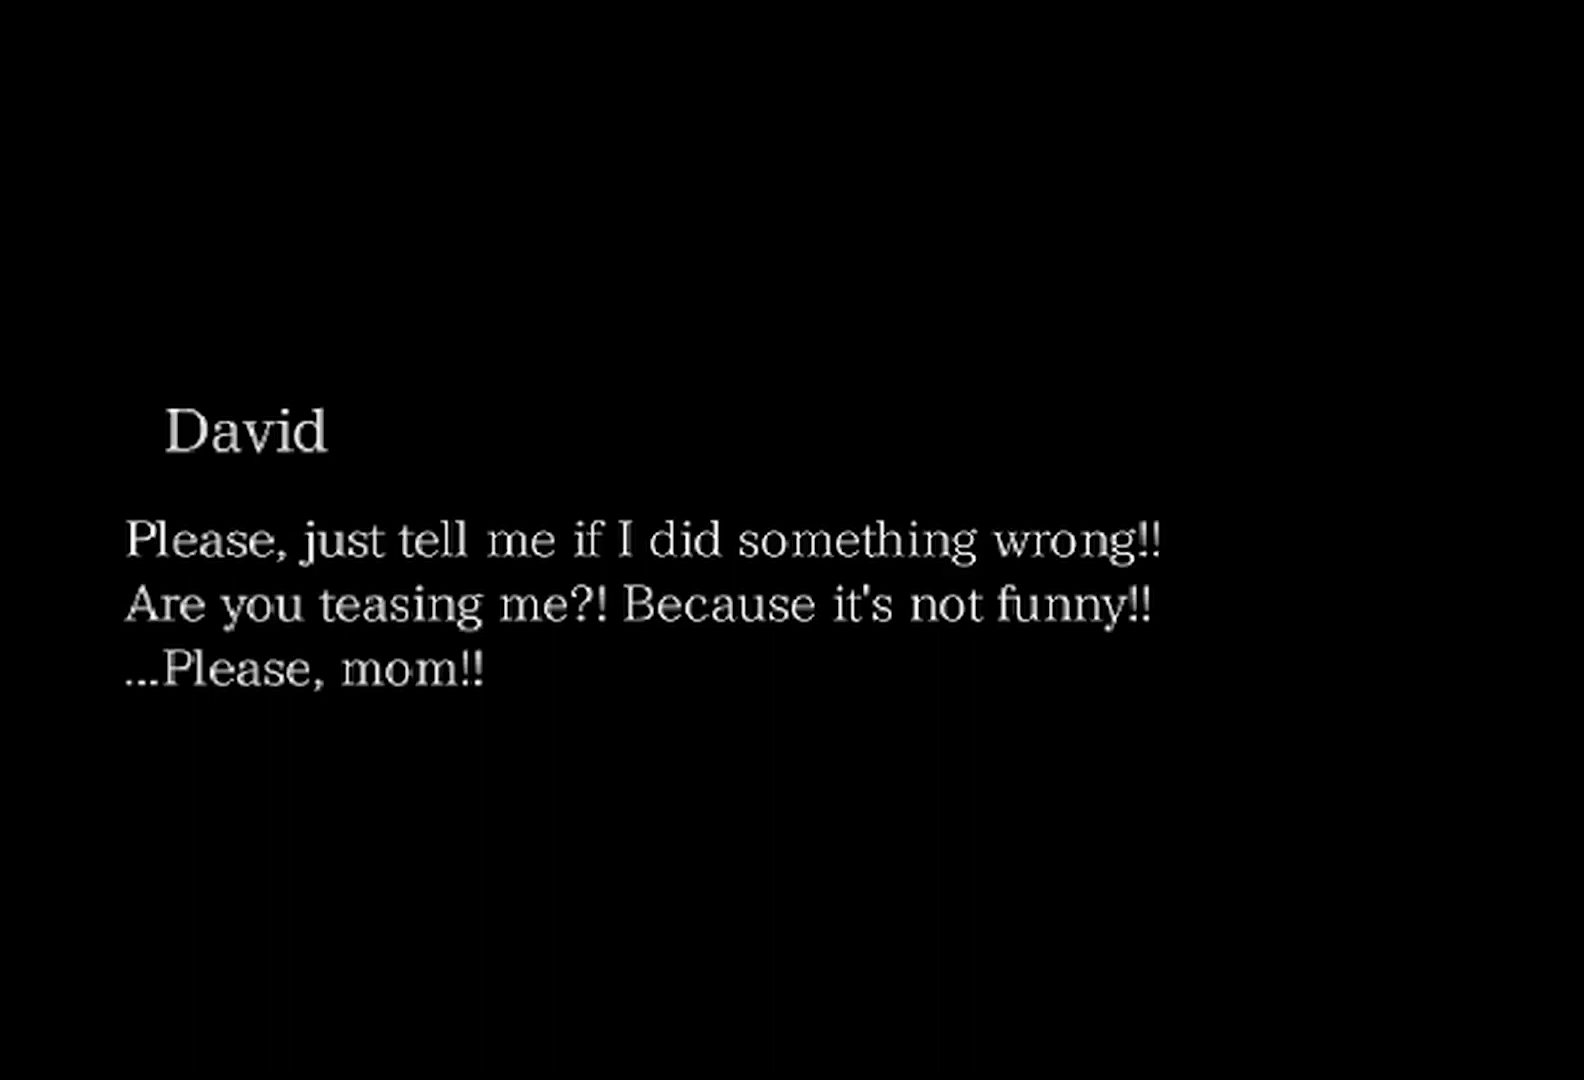 David
Please, just tell me if I did something wrong!!
Are you teasing me?! Because it's not funny!!
...Please, mom!!